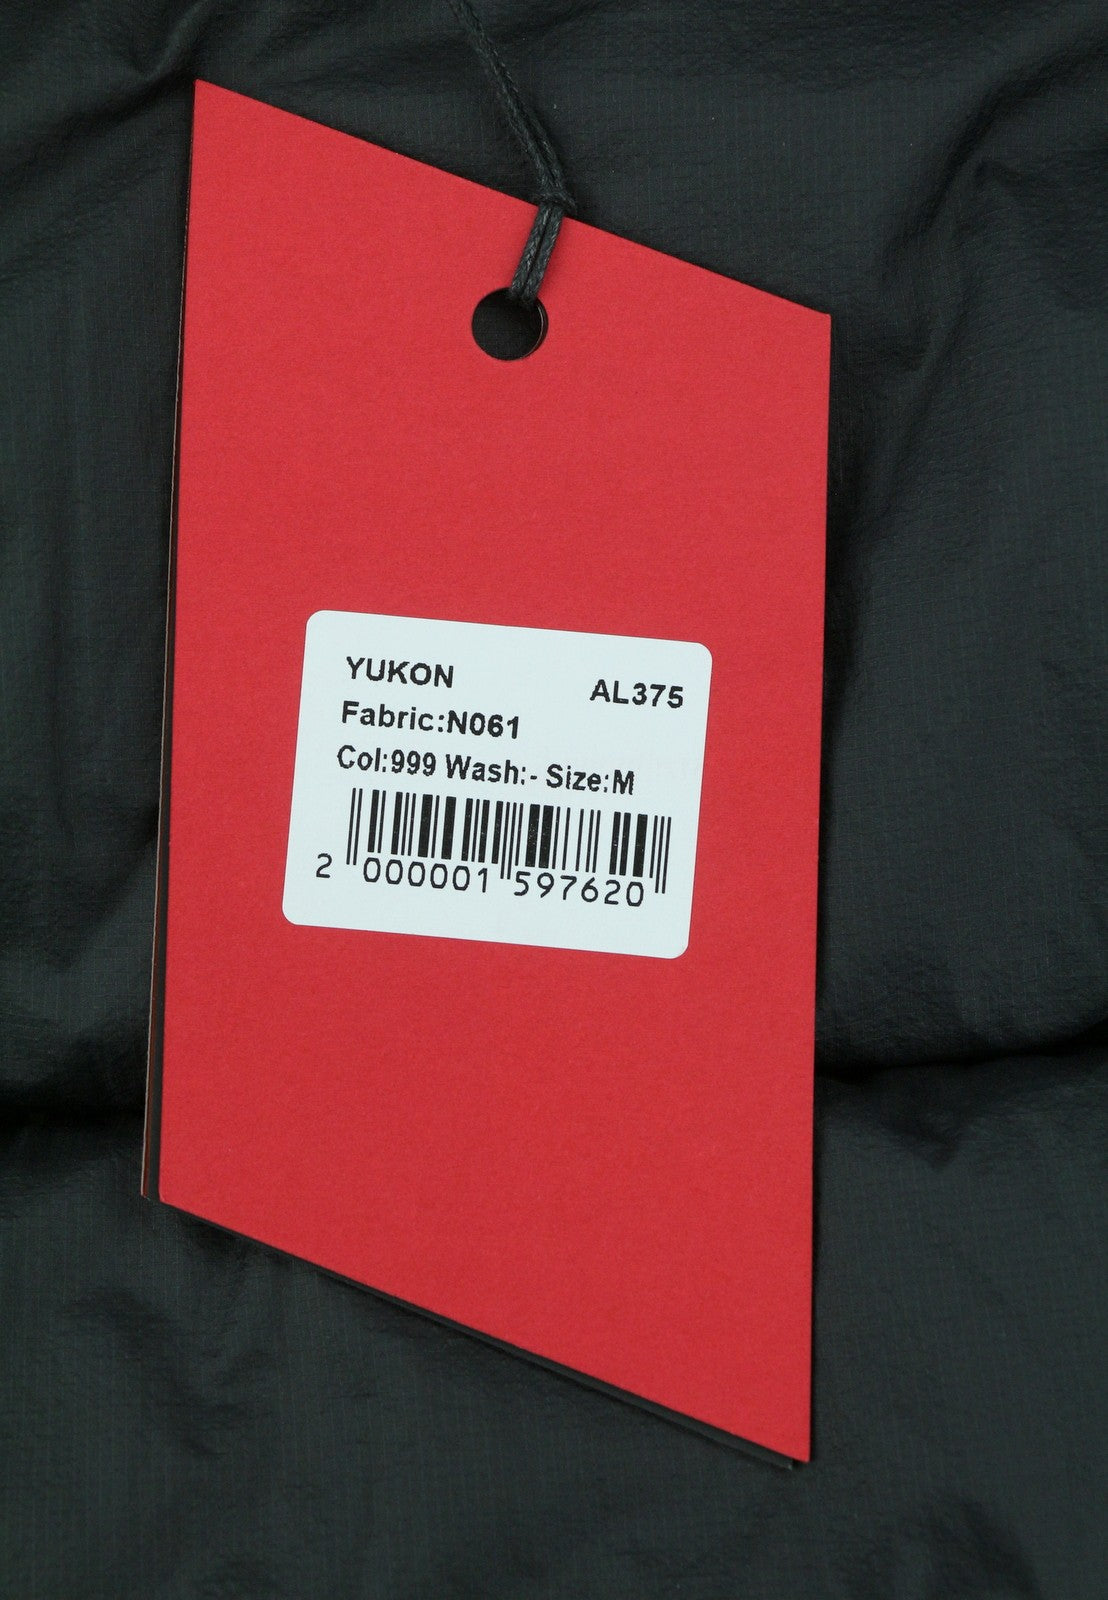 YUKON AL375
Fabric:N061
Col:999 Wash:- Size:M
2 000001 597620